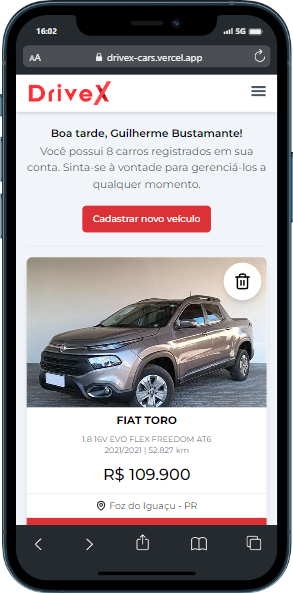 16:02
5G
AA
drivex-cars.vercel.app
DriveX
Boa tarde, Guilherme Bustamante!
Você possui 8 carros registrados em sua
conta. Sinta-se à vontade para gerenciá-los a
qualquer momento.
Cadastrar novo veículo
FIAT TORO
1.8 16V EVO FLEX FREEDOM AT6
2021/2021 | 52.827 km
R$ 109.900
Foz do Iguaçu - PR